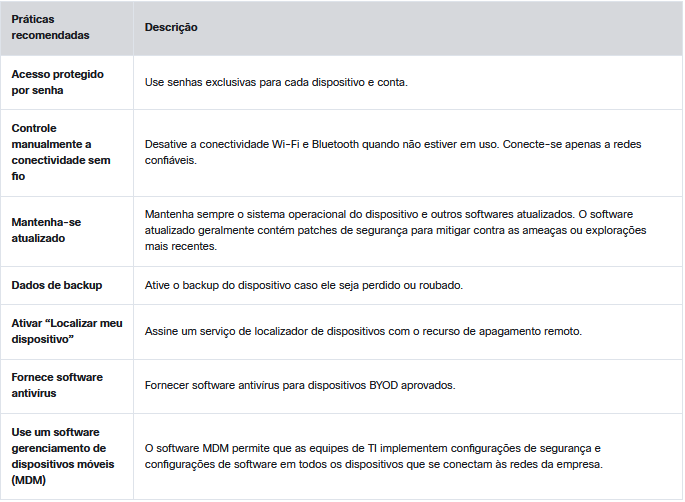 Práticas
recomendadas
Descrição
Acesso protegido
por senha
Use senhas exclusivas para cada dispositivo e conta.
Controle
manualmente a
conectividade sem
fio
Desative a conectividade Wi-Fi e Bluetooth quando não estiver em uso. Conecte-se apenas a redes
confiáveis.
Mantenha-se
atualizado
Mantenha sempre o sistema operacional do dispositivo e outros softwares atualizados. O software
atualizado geralmente contém patches de segurança para mitigar contra as ameaças ou explorações
mais recentes.
Dados de backup
Ative o backup do dispositivo caso ele seja perdido ou roubado.
Ativar “Localizar meu
dispositivo”
Assine um serviço de localizador de dispositivos com o recurso de apagamento remoto.
Fornece software
antivirus
Fornecer software antivírus para dispositivos BYOD aprovados.
Use um software
gerenciamento de
dispositivos móveis
(MDM)
O software MDM permite que as equipes de TI implementem configurações de segurança e
configurações de software em todos os dispositivos que se conectam às redes da empresa.